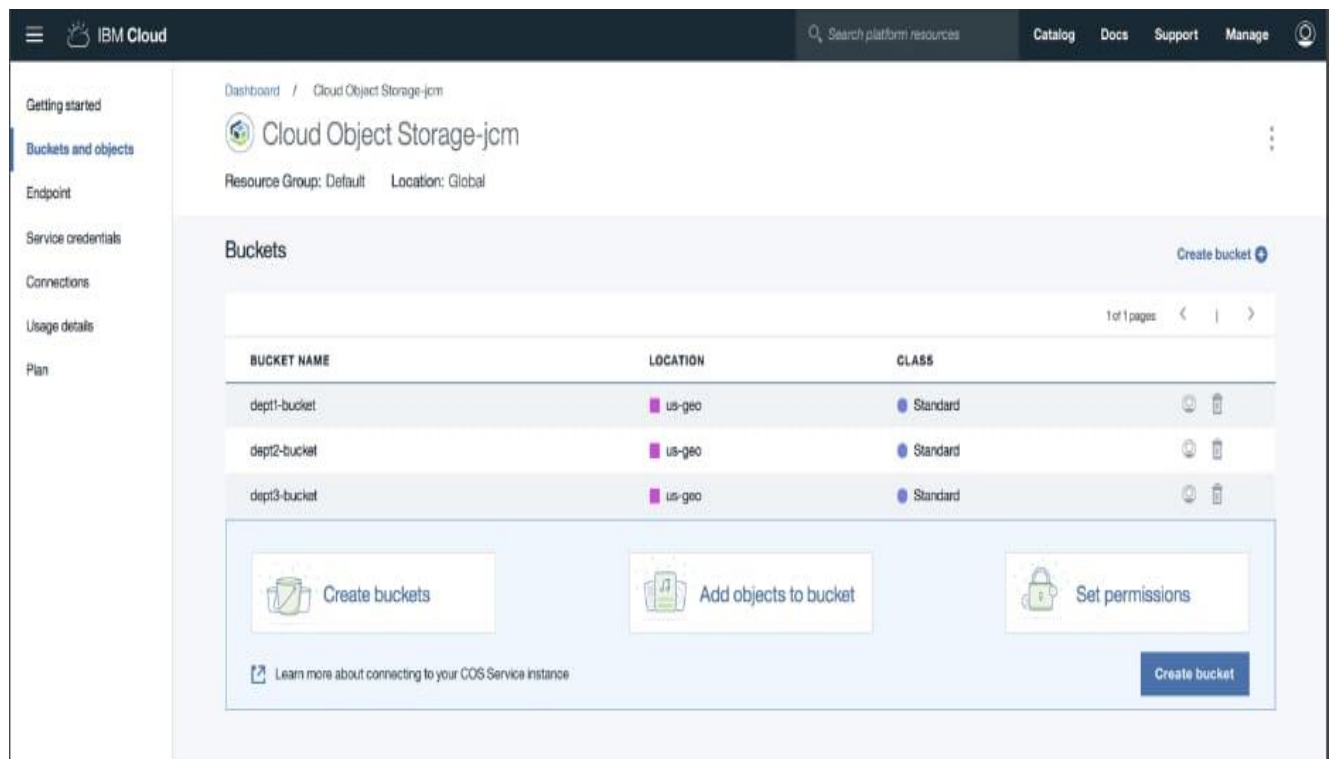 IBM Cloud
Search platform resources
Catalog Docs Support Manage
Getting started
Buckets and objects
Endpoint
Service credentials
Connections
Usage details
Plan
Dashboard / Cloud Object Storage-jcm
Cloud Object Storage-jcm
Resource Group: Default Location: Global
Buckets
Create bucket
1 of 1 pages
BUCKET NAME LOCATION CLASS
dept1-bucket us-geo Standard
dept2-bucket us-geo Standard
dept3-bucket us-geo Standard
Create buckets
Add objects to bucket
Set permissions
Learn more about connecting to your COS Service instance
Create bucket